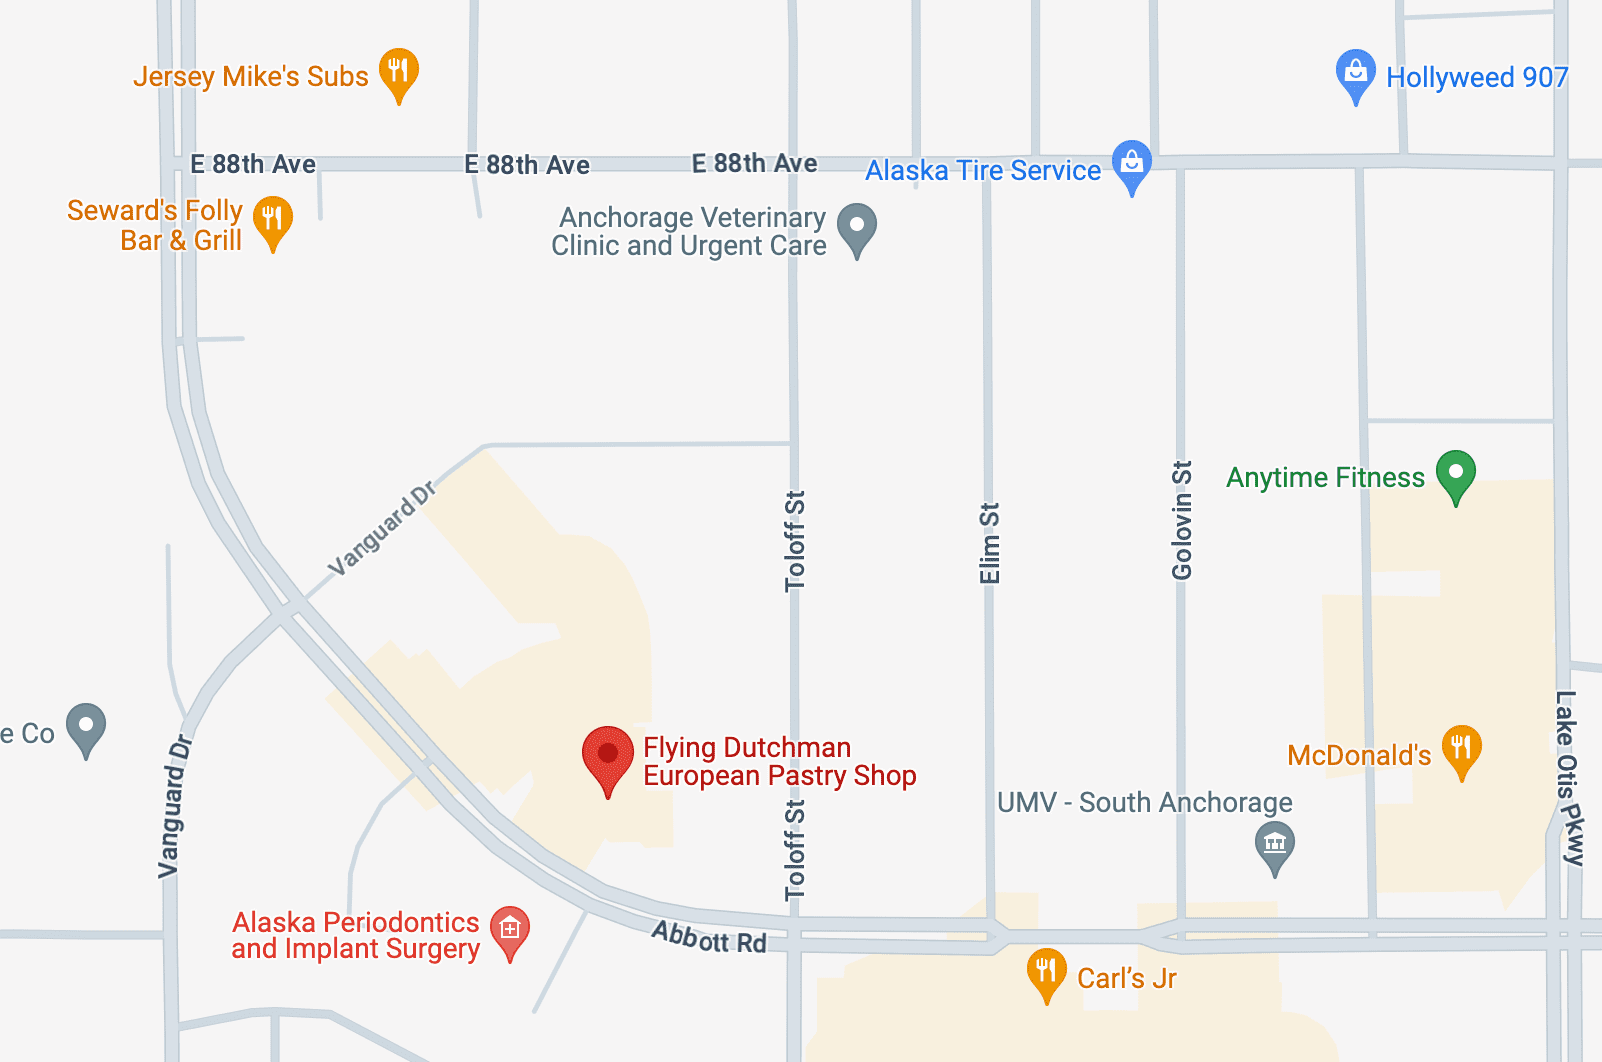 Jersey Mike's Subs
Hollyweed 907
E 88th Ave
E 88th Ave
E 88th Ave
Alaska Tire Service
Seward's Folly
Bar & Grill
Anchorage Veterinary
Clinic and Urgent Care
Vanguard Dr
Toloff St
Elim St
Golovin St
Anytime Fitness
e Co
Vanguard Dr
Flying Dutchman
European Pastry Shop
McDonald's
Lake Otis Pkwy
UMV - South Anchorage
Toloff St
Alaska Periodontics
and Implant Surgery
Abbott Rd
Carl’s Jr